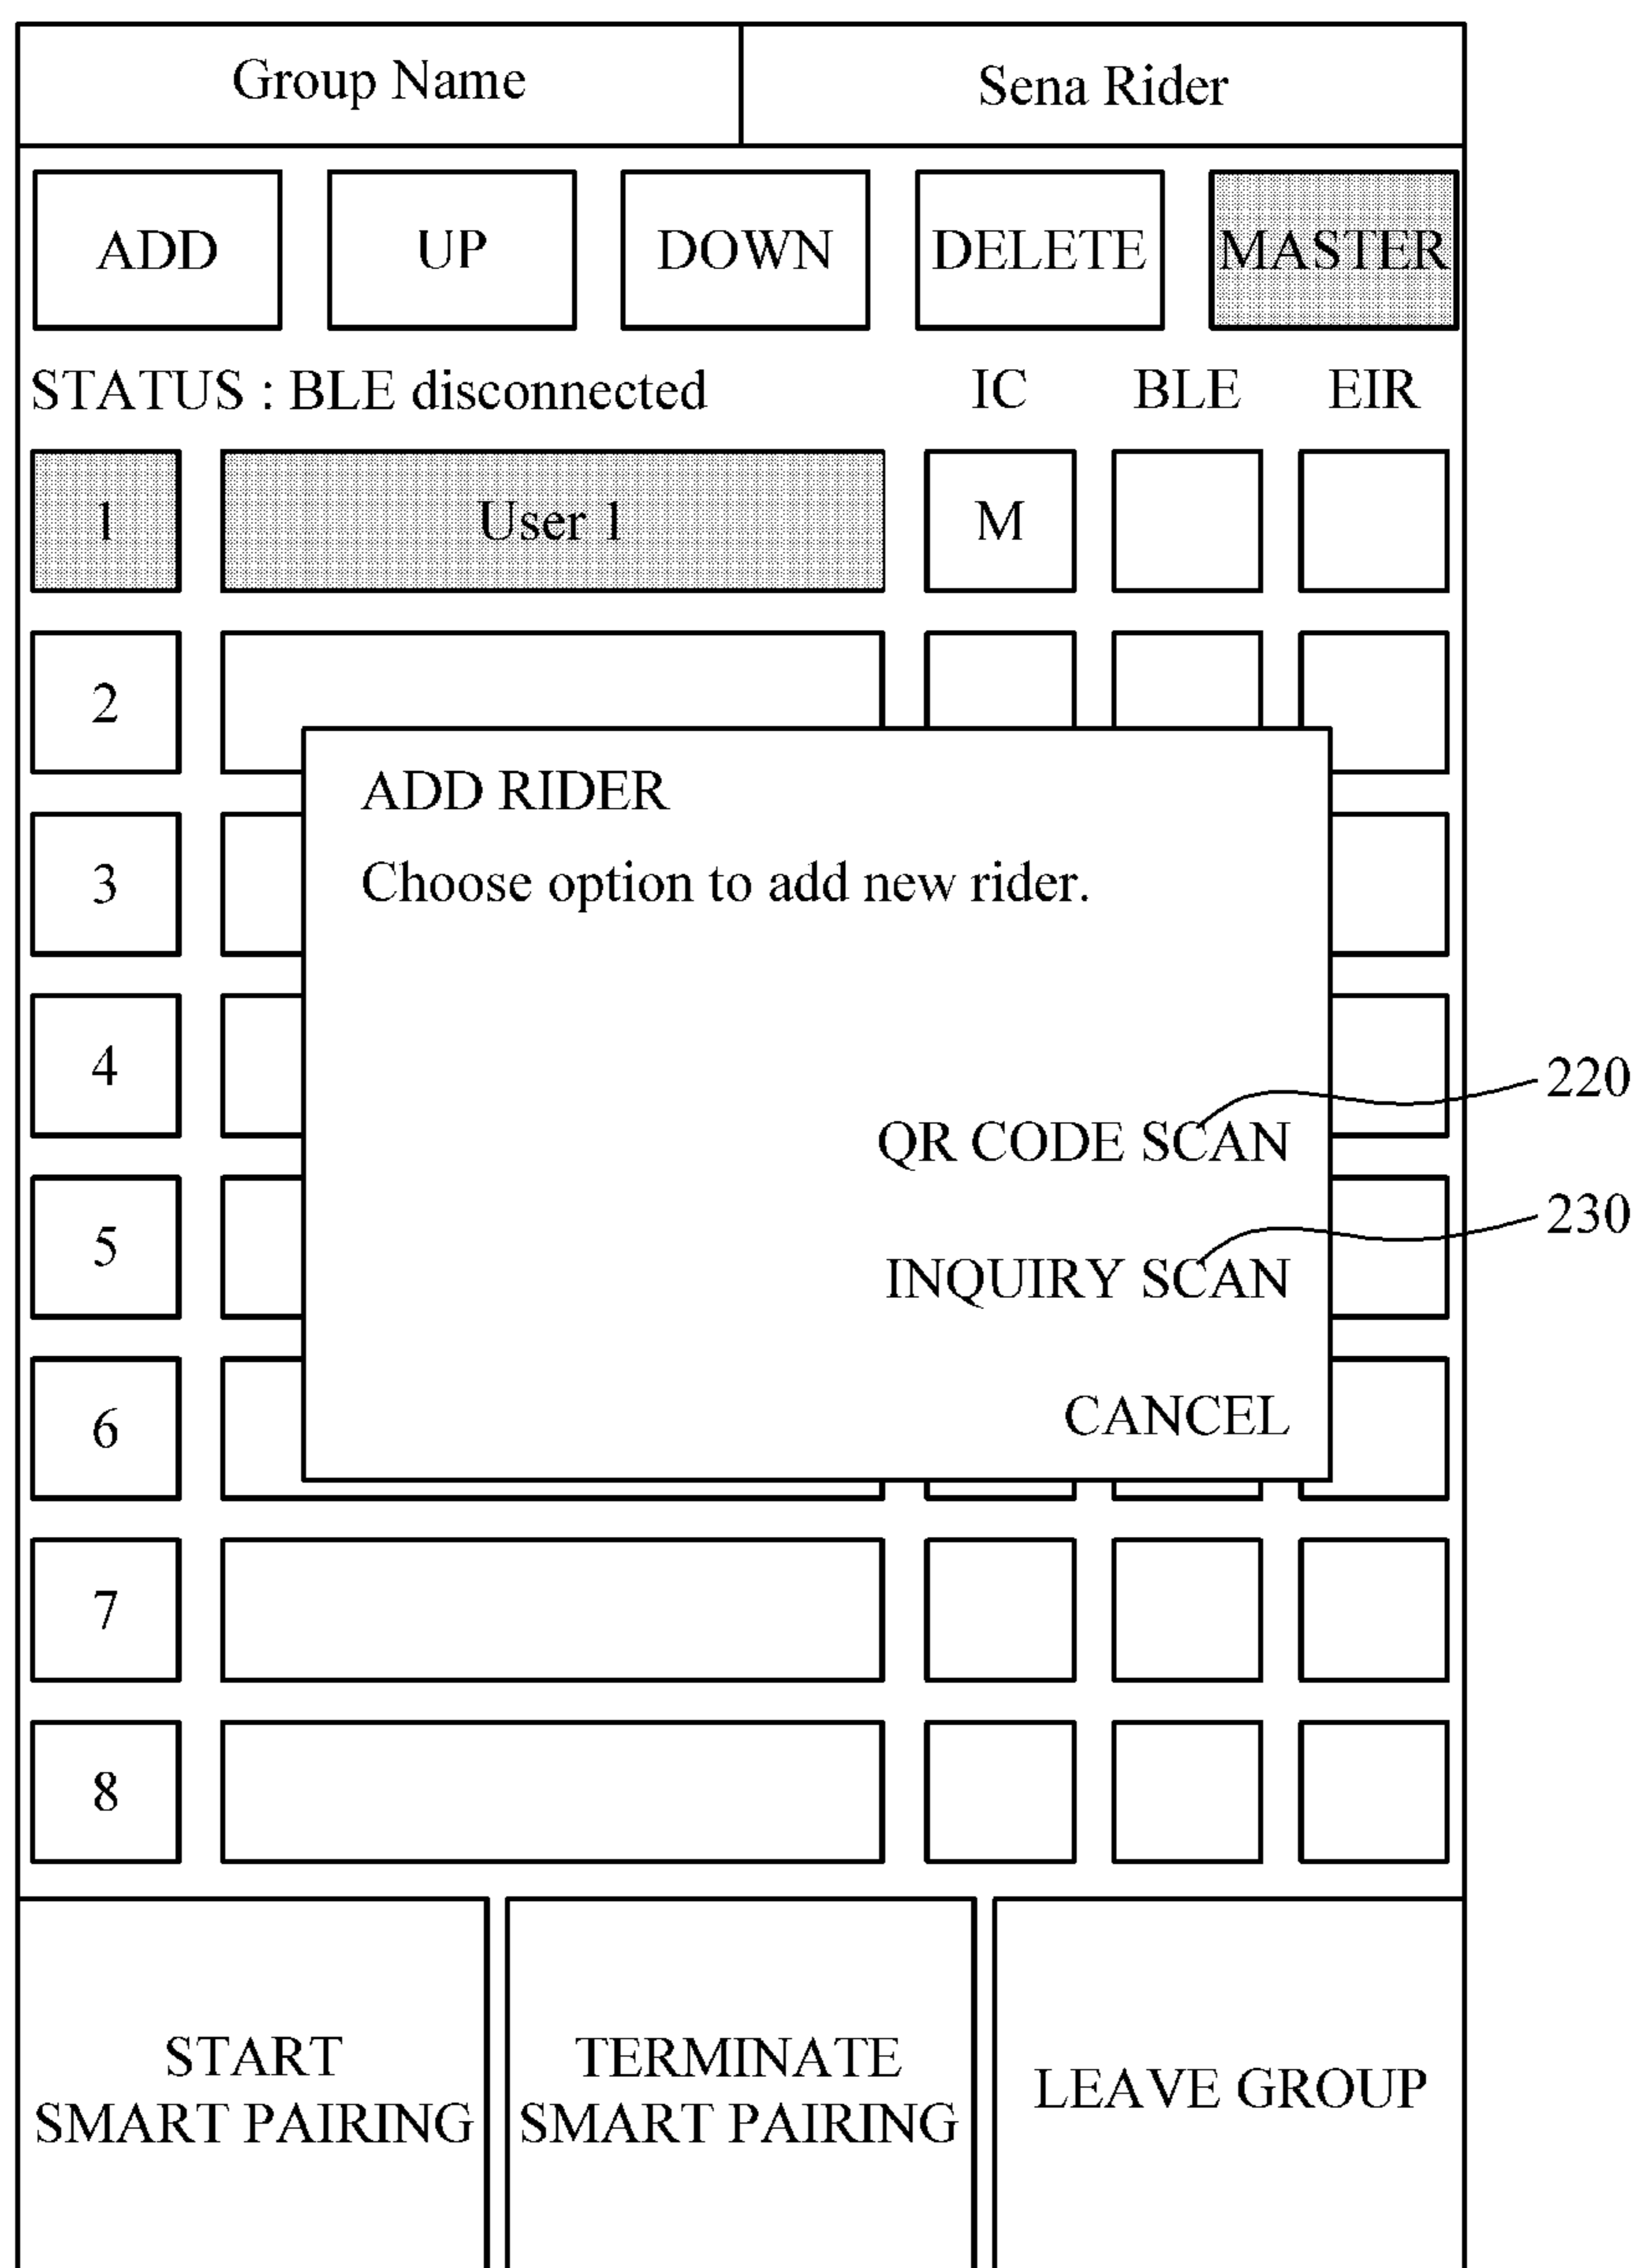 Group Name
Sena Rider
ADD
UP
DOWN
DELETE
MASTER
STATUS : BLE disconnected
IC
BLE
EIR
1
User 1
M
2
ADD RIDER
3
Choose option to add new rider.
4
220
QR CODE SCAN
230
5
INQUIRY SCAN
6
CANCEL
7
8
START
SMART PAIRING
TERMINATE
SMART PAIRING
LEAVE GROUP